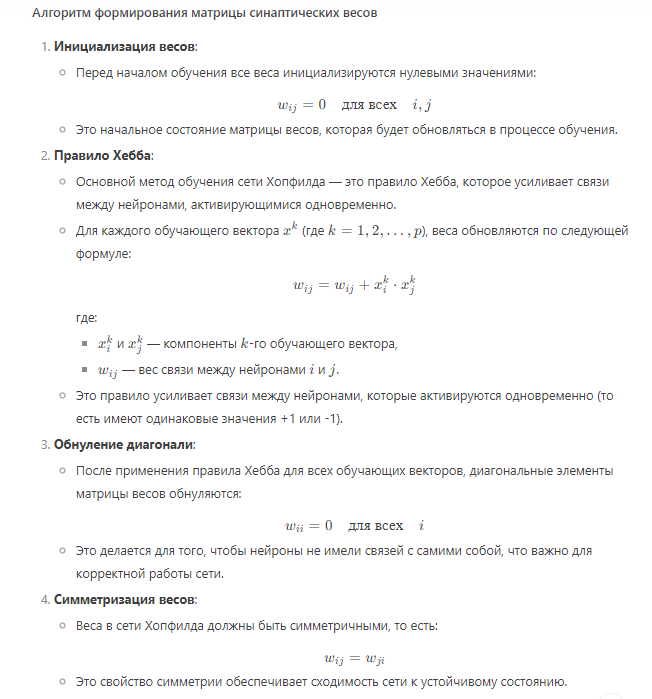 Алгоритм формирования матрицы синаптических весов
1. Инициализация весов:
Перед началом обучения все веса инициализируются нулевыми значениями:
w_{ij} = 0 для всех i, j
Это начальное состояние матрицы весов, которая будет обновляться в процессе обучения.
2. Правило Хебба:
Основной метод обучения сети Хопфилда — это правило Хебба, которое усиливает связи
между нейронами, активирующимися одновременно.
Для каждого обучающего вектора x^k (где k = 1, 2, …, p), веса обновляются по следующей
формуле:
w_{ij} = w_{ij} + x_i^k · x_j^k
где:
x_i^k и x_j^k — компоненты k-го обучающего вектора,
w_{ij} — вес связи между нейронами i и j.
Это правило усиливает связи между нейронами, которые активируются одновременно (то
есть имеют одинаковые значения +1 или -1).
3. Обнуление диагонали:
После применения правила Хебба для всех обучающих векторов, диагональные элементы
матрицы весов обнуляются:
w_{ii} = 0 для всех i
Это делается для того, чтобы нейроны не имели связей с самими собой, что важно для
корректной работы сети.
4. Симметризация весов:
Веса в сети Хопфилда должны быть симметричными, то есть:
w_{ij} = w_{ji}
Это свойство симметрии обеспечивает сходимость сети к устойчивому состоянию.